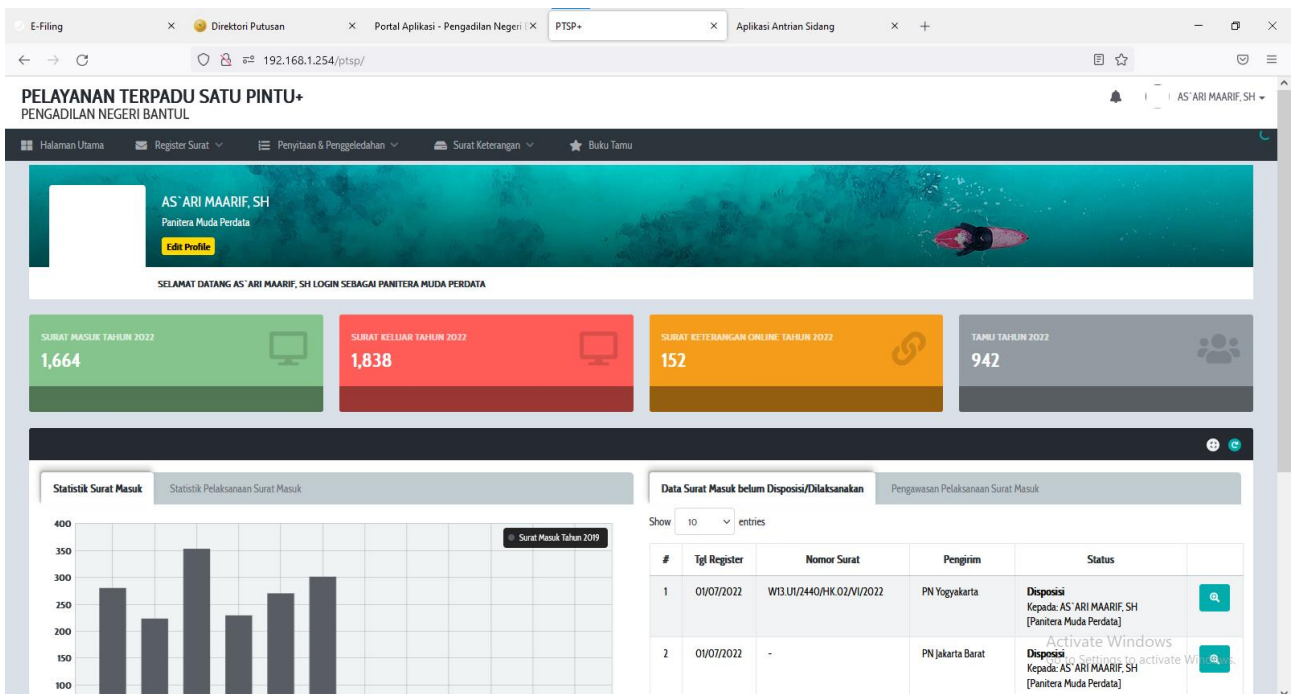 E-Filing
Direktori Putusan
Portal Aplikasi - Pengadilan Negeri
PTSP+
Aplikasi Antrian Sidang
192.168.1.254/ptsp/
PELAYANAN TERPADU SATU PINTU+
PENGADILAN NEGERI BANTUL
AS`ARI MAARIF, SH
Halaman Utama
Register Surat
Penyitaan & Penggeledahan
Surat Keterangan
Buku Tamu
AS`ARI MAARIF, SH
Panitera Muda Perdata
Edit Profile
SELAMAT DATANG AS`ARI MAARIF, SH LOGIN SEBAGAI PANITERA MUDA PERDATA
SURAT MASUK TAHUN 2022
1,664
SURAT KELUAR TAHUN 2022
1,838
SURAT KETERANGAN ONLINE TAHUN 2022
152
TAMU TAHUN 2022
942
Statistik Surat Masuk
Statistik Pelaksanaan Surat Masuk
400
350
300
250
200
150
100
Surat Masuk Tahun 2019
Data Surat Masuk belum Disposisi/Dilaksanakan
Pengawasan Pelaksanaan Surat Masuk
Show 10 entries
# Tgl Register Nomor Surat Pengirim Status
1 01/07/2022 W13.U1/2440/HK.02/VI/2022 PN Yogyakarta Disposisi
Kepada: AS`ARI MAARIF, SH
[Panitera Muda Perdata]
2 01/07/2022 - PN Jakarta Barat Disposisi
Kepada: AS`ARI MAARIF, SH
[Panitera Muda Perdata]
Activate Windows
Go to Settings to activate Windows.